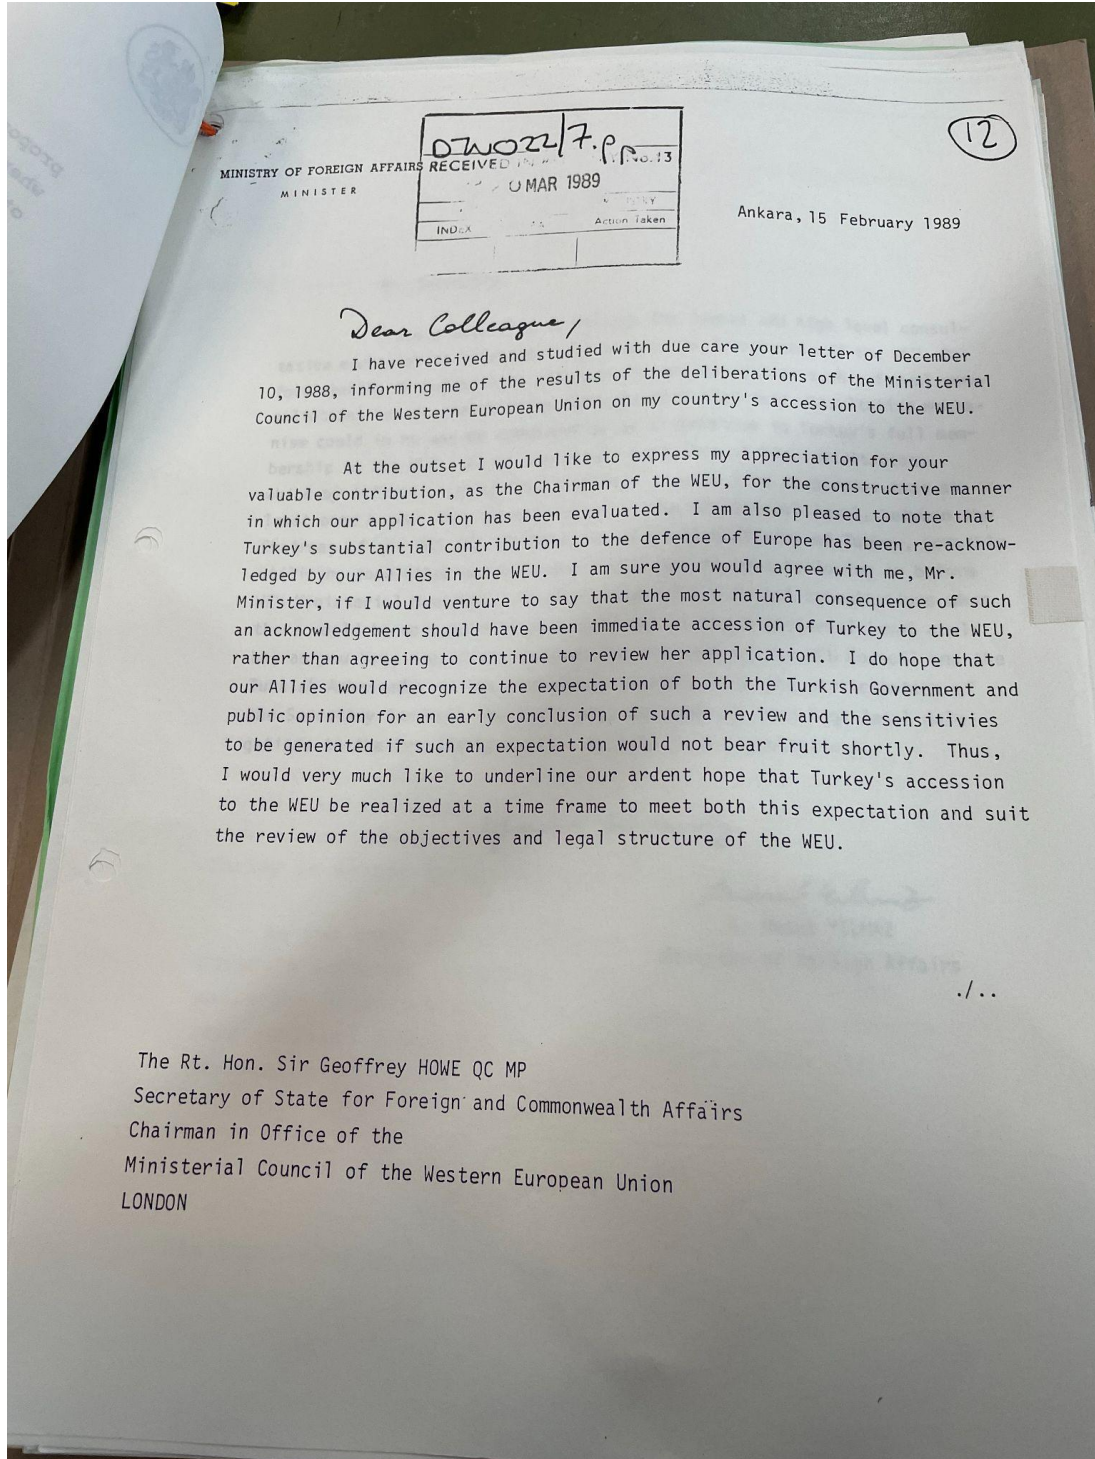 12
DZW022/7.pp
MINISTRY OF FOREIGN AFFAIRS
MINISTER
RECEIVED
No. 13
MAR 1989
INDEX
Action Taken
Ankara, 15 February 1989
Dear Colleague,
I have received and studied with due care your letter of December
10, 1988, informing me of the results of the deliberations of the Ministerial
Council of the Western European Union on my country's accession to the WEU.
At the outset I would like to express my appreciation for your
valuable contribution, as the Chairman of the WEU, for the constructive manner
in which our application has been evaluated. I am also pleased to note that
Turkey's substantial contribution to the defence of Europe has been re-acknow-
ledged by our Allies in the WEU. I am sure you would agree with me, Mr.
Minister, if I would venture to say that the most natural consequence of such
an acknowledgement should have been immediate accession of Turkey to the WEU,
rather than agreeing to continue to review her application. I do hope that
our Allies would recognize the expectation of both the Turkish Government and
public opinion for an early conclusion of such a review and the sensitivies
to be generated if such an expectation would not bear fruit shortly. Thus,
I would very much like to underline our ardent hope that Turkey's accession
to the WEU be realized at a time frame to meet both this expectation and suit
the review of the objectives and legal structure of the WEU.
./..
The Rt. Hon. Sir Geoffrey HOWE QC MP
Secretary of State for Foreign and Commonwealth Affairs
Chairman in Office of the
Ministerial Council of the Western European Union
LONDON